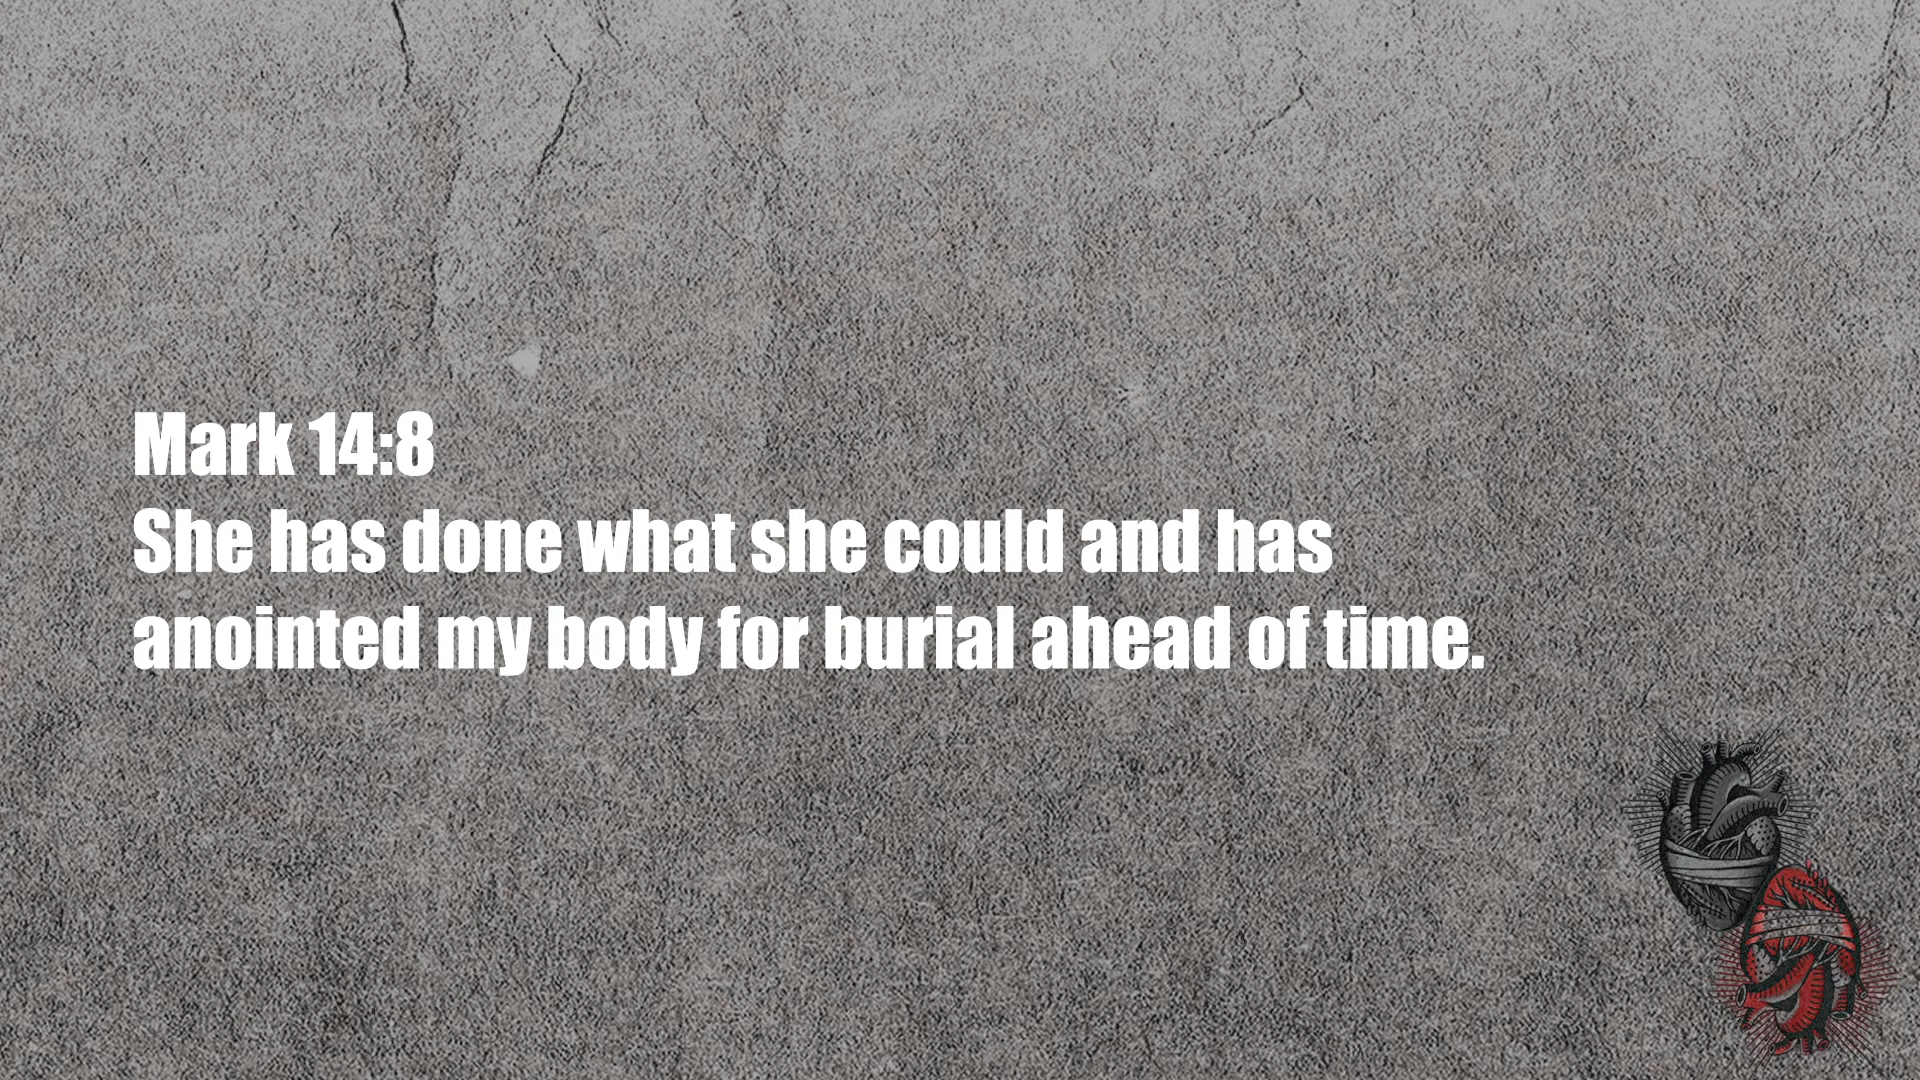 Mark 14:8
She has done what she could and has
anointed my body for burial ahead of time.